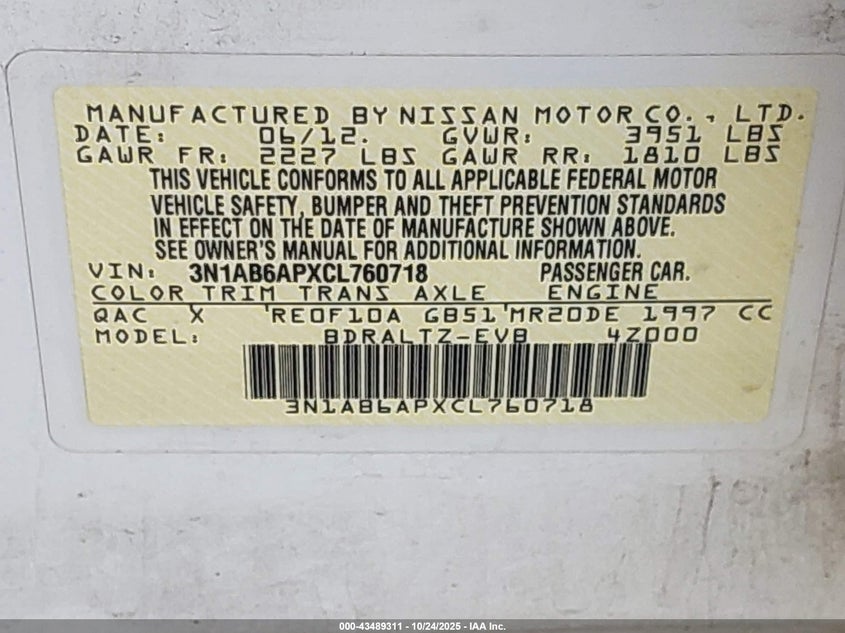 MANUFACTURED BY NISSAN MOTOR CO., LTD.
DATE: 06/12. GVWR: 3951 LBS
GAWR FR: 2227 LBS GAWR RR: 1810 LBS
THIS VEHICLE CONFORMS TO ALL APPLICABLE FEDERAL MOTOR
VEHICLE SAFETY, BUMPER AND THEFT PREVENTION STANDARDS
IN EFFECT ON THE DATE OF MANUFACTURE SHOWN ABOVE.
SEE OWNER'S MANUAL FOR ADDITIONAL INFORMATION.
VIN: 3N1AB6APXCL760718 PASSENGER CAR.
COLOR TRIM TRANS AXLE ENGINE
QAC X 'RE0F10A GB51'MR20DE 1997 CC
MODEL: BDRALTZ-EVB 4Z000
3N1AB6APXCL760718
000-43489311 - 10/24/2025 - IAA Inc.